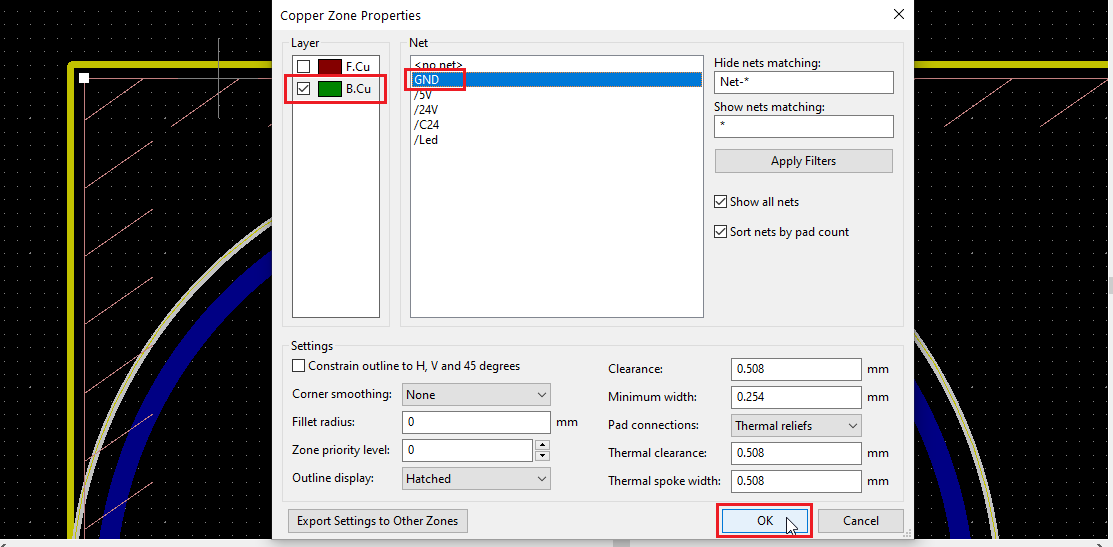 Copper Zone Properties
Layer
F.Cu
B.Cu
Net
<no net>
GND
/5V
/24V
/C24
/Led
Hide nets matching:
Net-*
Show nets matching:
*
Apply Filters
Show all nets
Sort nets by pad count
Settings
Constrain outline to H, V and 45 degrees
Corner smoothing: None
Fillet radius: 0 mm
Zone priority level: 0
Outline display: Hatched
Clearance: 0.508 mm
Minimum width: 0.254 mm
Pad connections: Thermal reliefs
Thermal clearance: 0.508 mm
Thermal spoke width: 0.508 mm
Export Settings to Other Zones
OK
Cancel